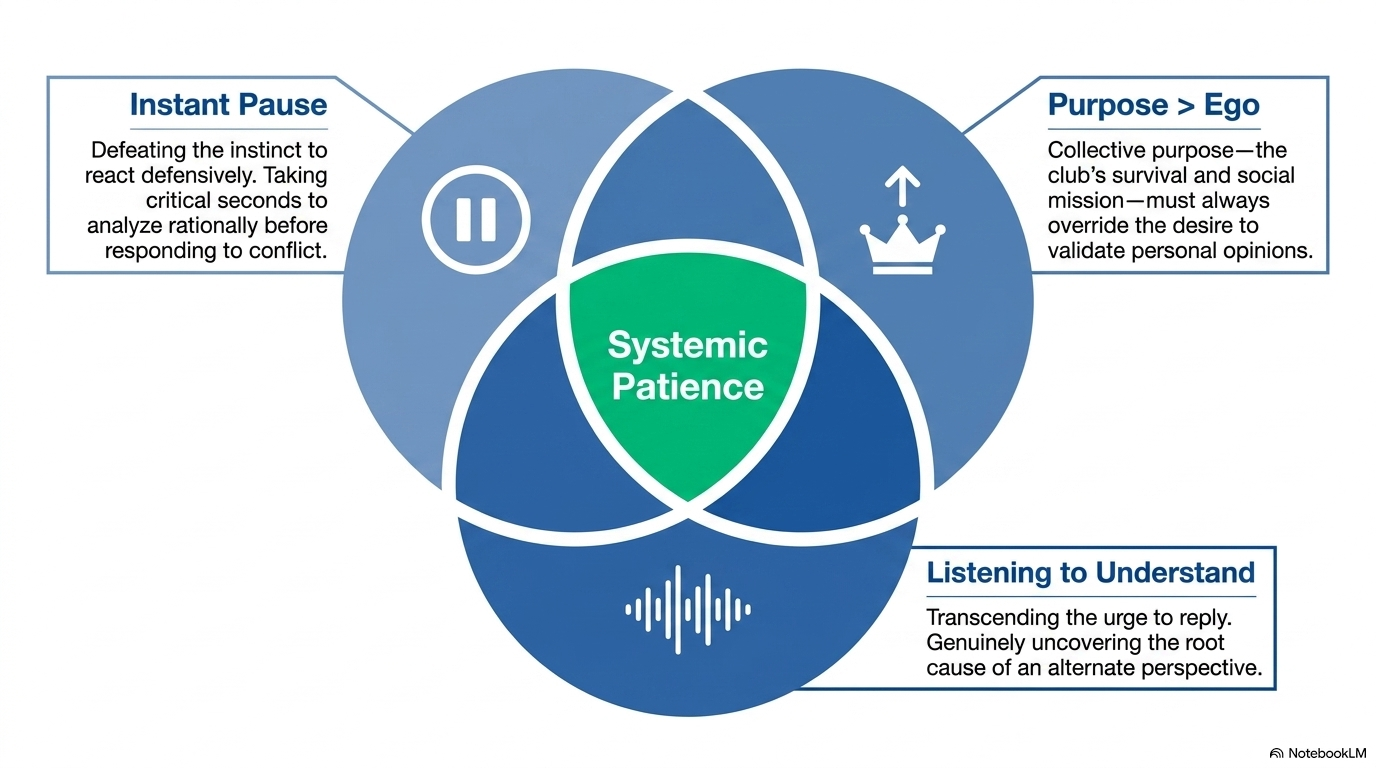 Instant Pause
Defeating the instinct to
react defensively. Taking
critical seconds to
analyze rationally before
responding to conflict.
Purpose > Ego
Collective purpose—the
club’s survival and social
mission—must always
override the desire to
validate personal opinions.
Systemic
Patience
Listening to Understand
Transcending the urge to reply.
Genuinely uncovering the root
cause of an alternate perspective.
NotebookLM